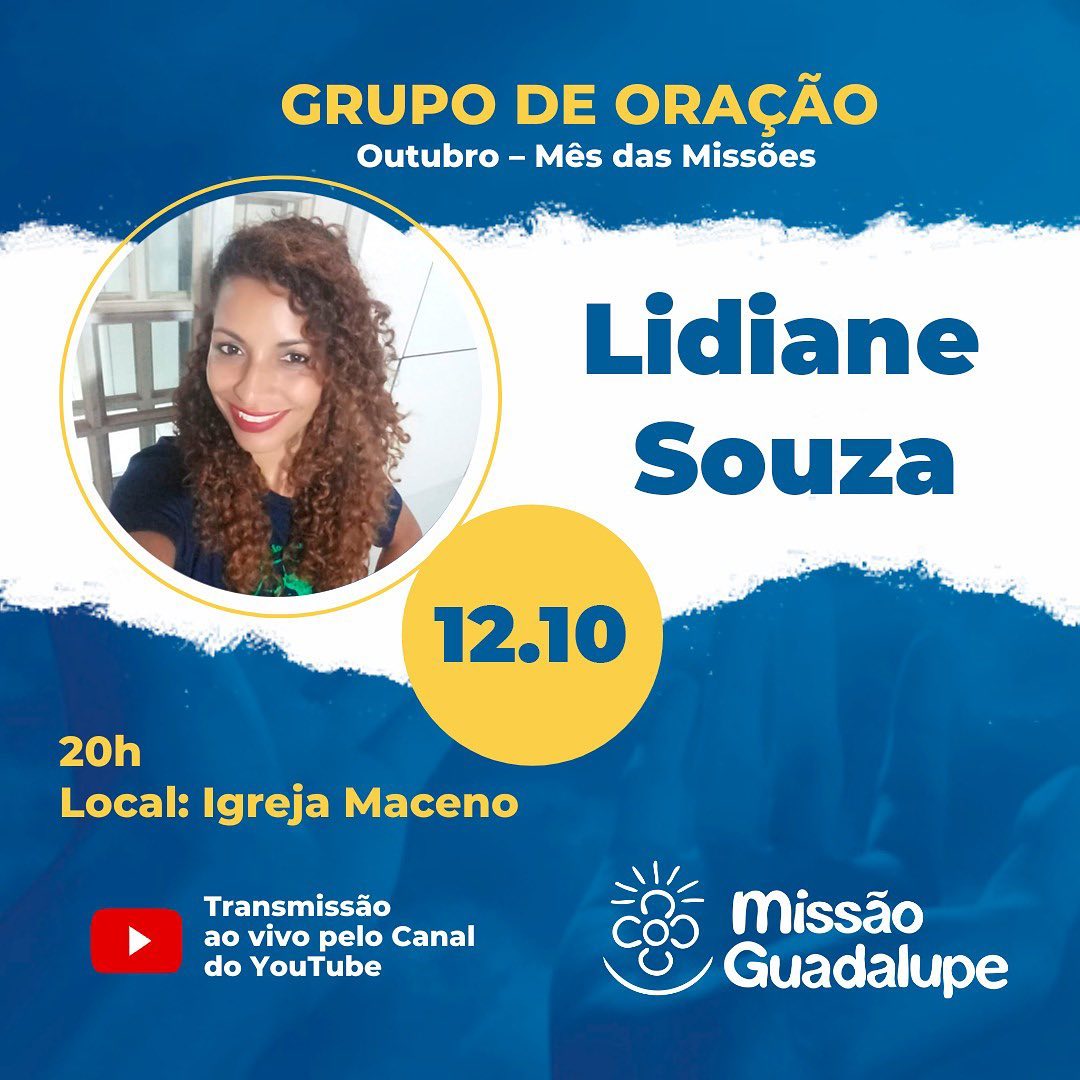 GRUPO DE ORAÇÃO
Outubro – Mês das Missões
Lidiane
Souza
12.10
20h
Local: Igreja Maceno
Transmissão
ao vivo pelo Canal
do YouTube
missão
Guadalupe